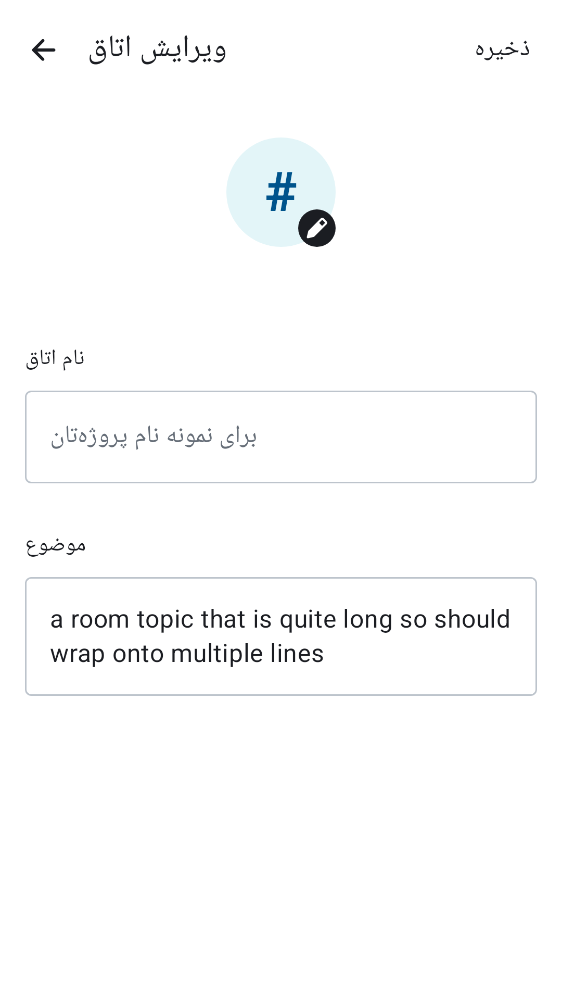 ویرایش اتاق
ذخیره
#
نام اتاق
برای نمونه نام پروژه‌تان
موضوع
a room topic that is quite long so should
wrap onto multiple lines